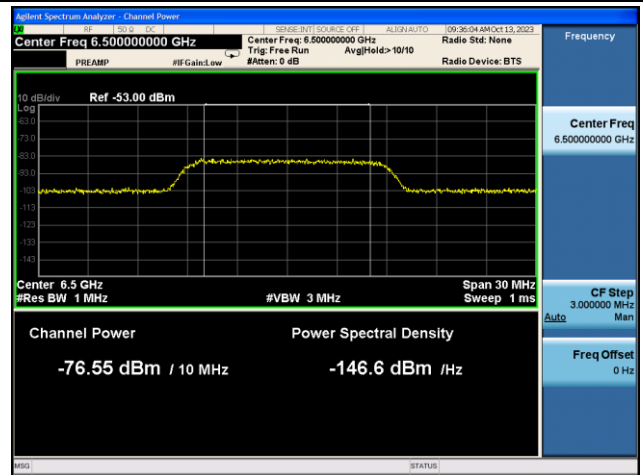 Agilent Spectrum Analyzer - Channel Power
RF 50 Ω DC SENSE:INT SOURCE OFF ALIGNAUTO 09:36:04 AM Oct 13, 2023
Center Freq 6.500000000 GHz
Center Freq: 6.500000000 GHz
Radio Std: None
Trig: Free Run Avg|Hold:> 10/10
PREAMP #IFGain:Low #Atten: 0 dB Radio Device: BTS
Frequency
10 dB/div Ref -53.00 dBm
Log
-63.0
-73.0
-83.0
-93.0
-103
-113
-123
-133
-143
Center 6.5 GHz Span 30 MHz
#Res BW 1 MHz #VBW 3 MHz Sweep 1 ms
Channel Power Power Spectral Density
-76.55 dBm / 10 MHz -146.6 dBm /Hz
Center Freq
6.500000000 GHz
CF Step
3.000000 MHz
Auto Man
Freq Offset
0 Hz
MSG STATUS